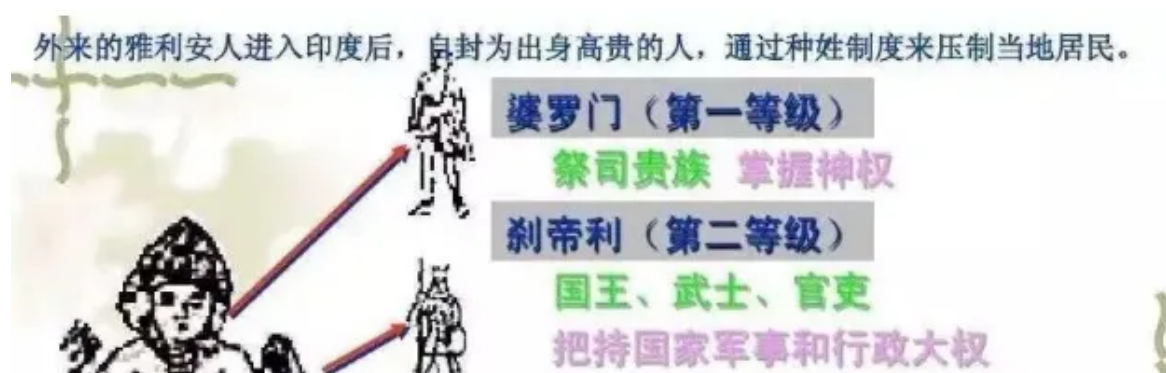 外来的雅利安人进入印度后，自封为出身高贵的人，通过种姓制度来压制当地居民。
婆罗门（第一等级）
祭司贵族 掌握神权
刹帝利（第二等级）
国王、武士、官吏
把持国家军事和行政大权